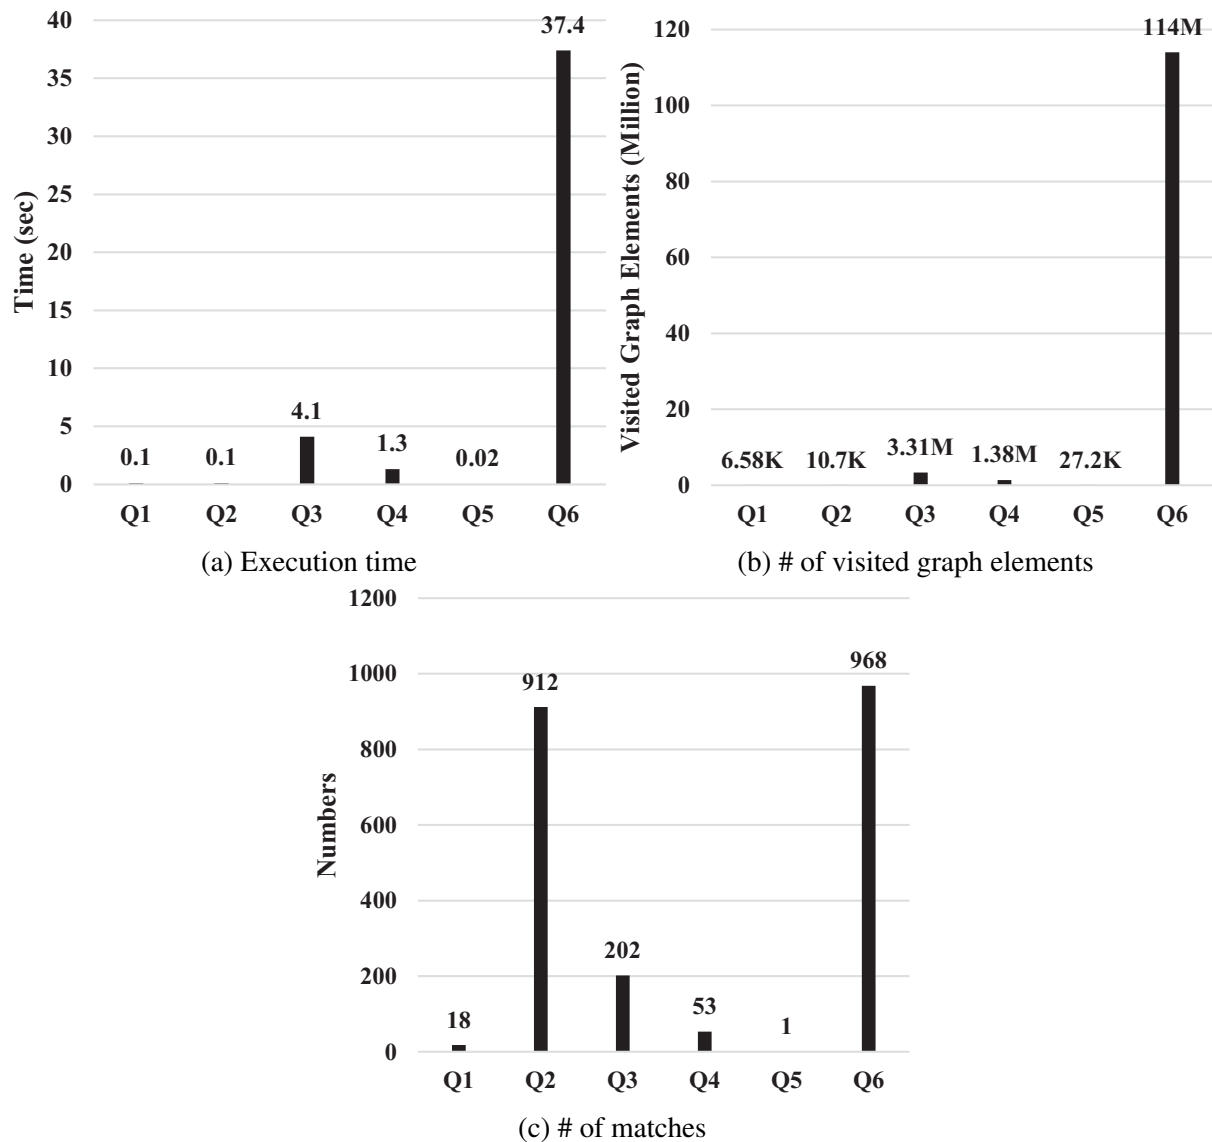 40
35
30
25
20
15
10
5
0
Time (sec)
0.1
0.1
4.1
1.3
0.02
37.4
Q1 Q2 Q3 Q4 Q5 Q6
(a) Execution time
120
100
80
60
40
20
0
Visited Graph Elements (Million)
6.58K
10.7K
3.31M
1.38M
27.2K
114M
Q1 Q2 Q3 Q4 Q5 Q6
(b) # of visited graph elements
1200
1000
800
600
400
200
0
Numbers
18
912
202
53
1
968
Q1 Q2 Q3 Q4 Q5 Q6
(c) # of matches